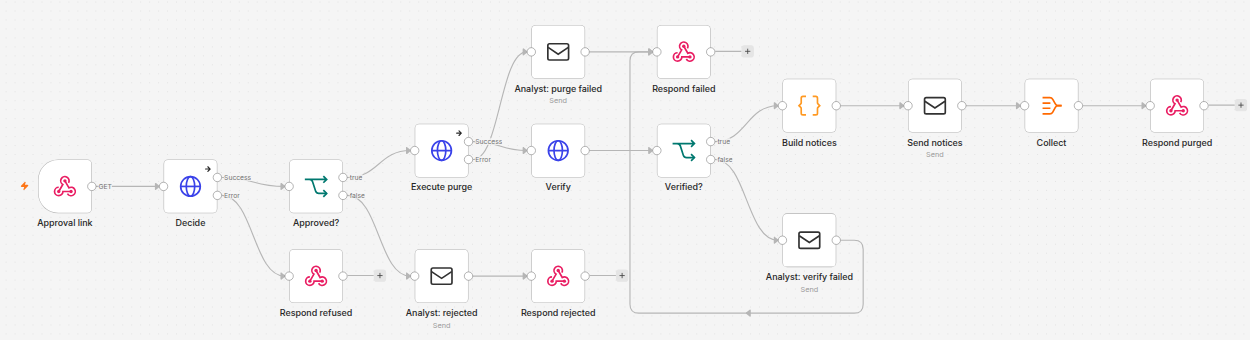 Analyst: purge failed
Send
Respond failed
Build notices
Send notices
Send
Collect
Respond purged
Success
Error
Execute purge
Verify
true
false
Verified?
GET
Approval link
Success
Error
Decide
true
false
Approved?
Analyst: verify failed
Send
Respond refused
Analyst: rejected
Send
Respond rejected